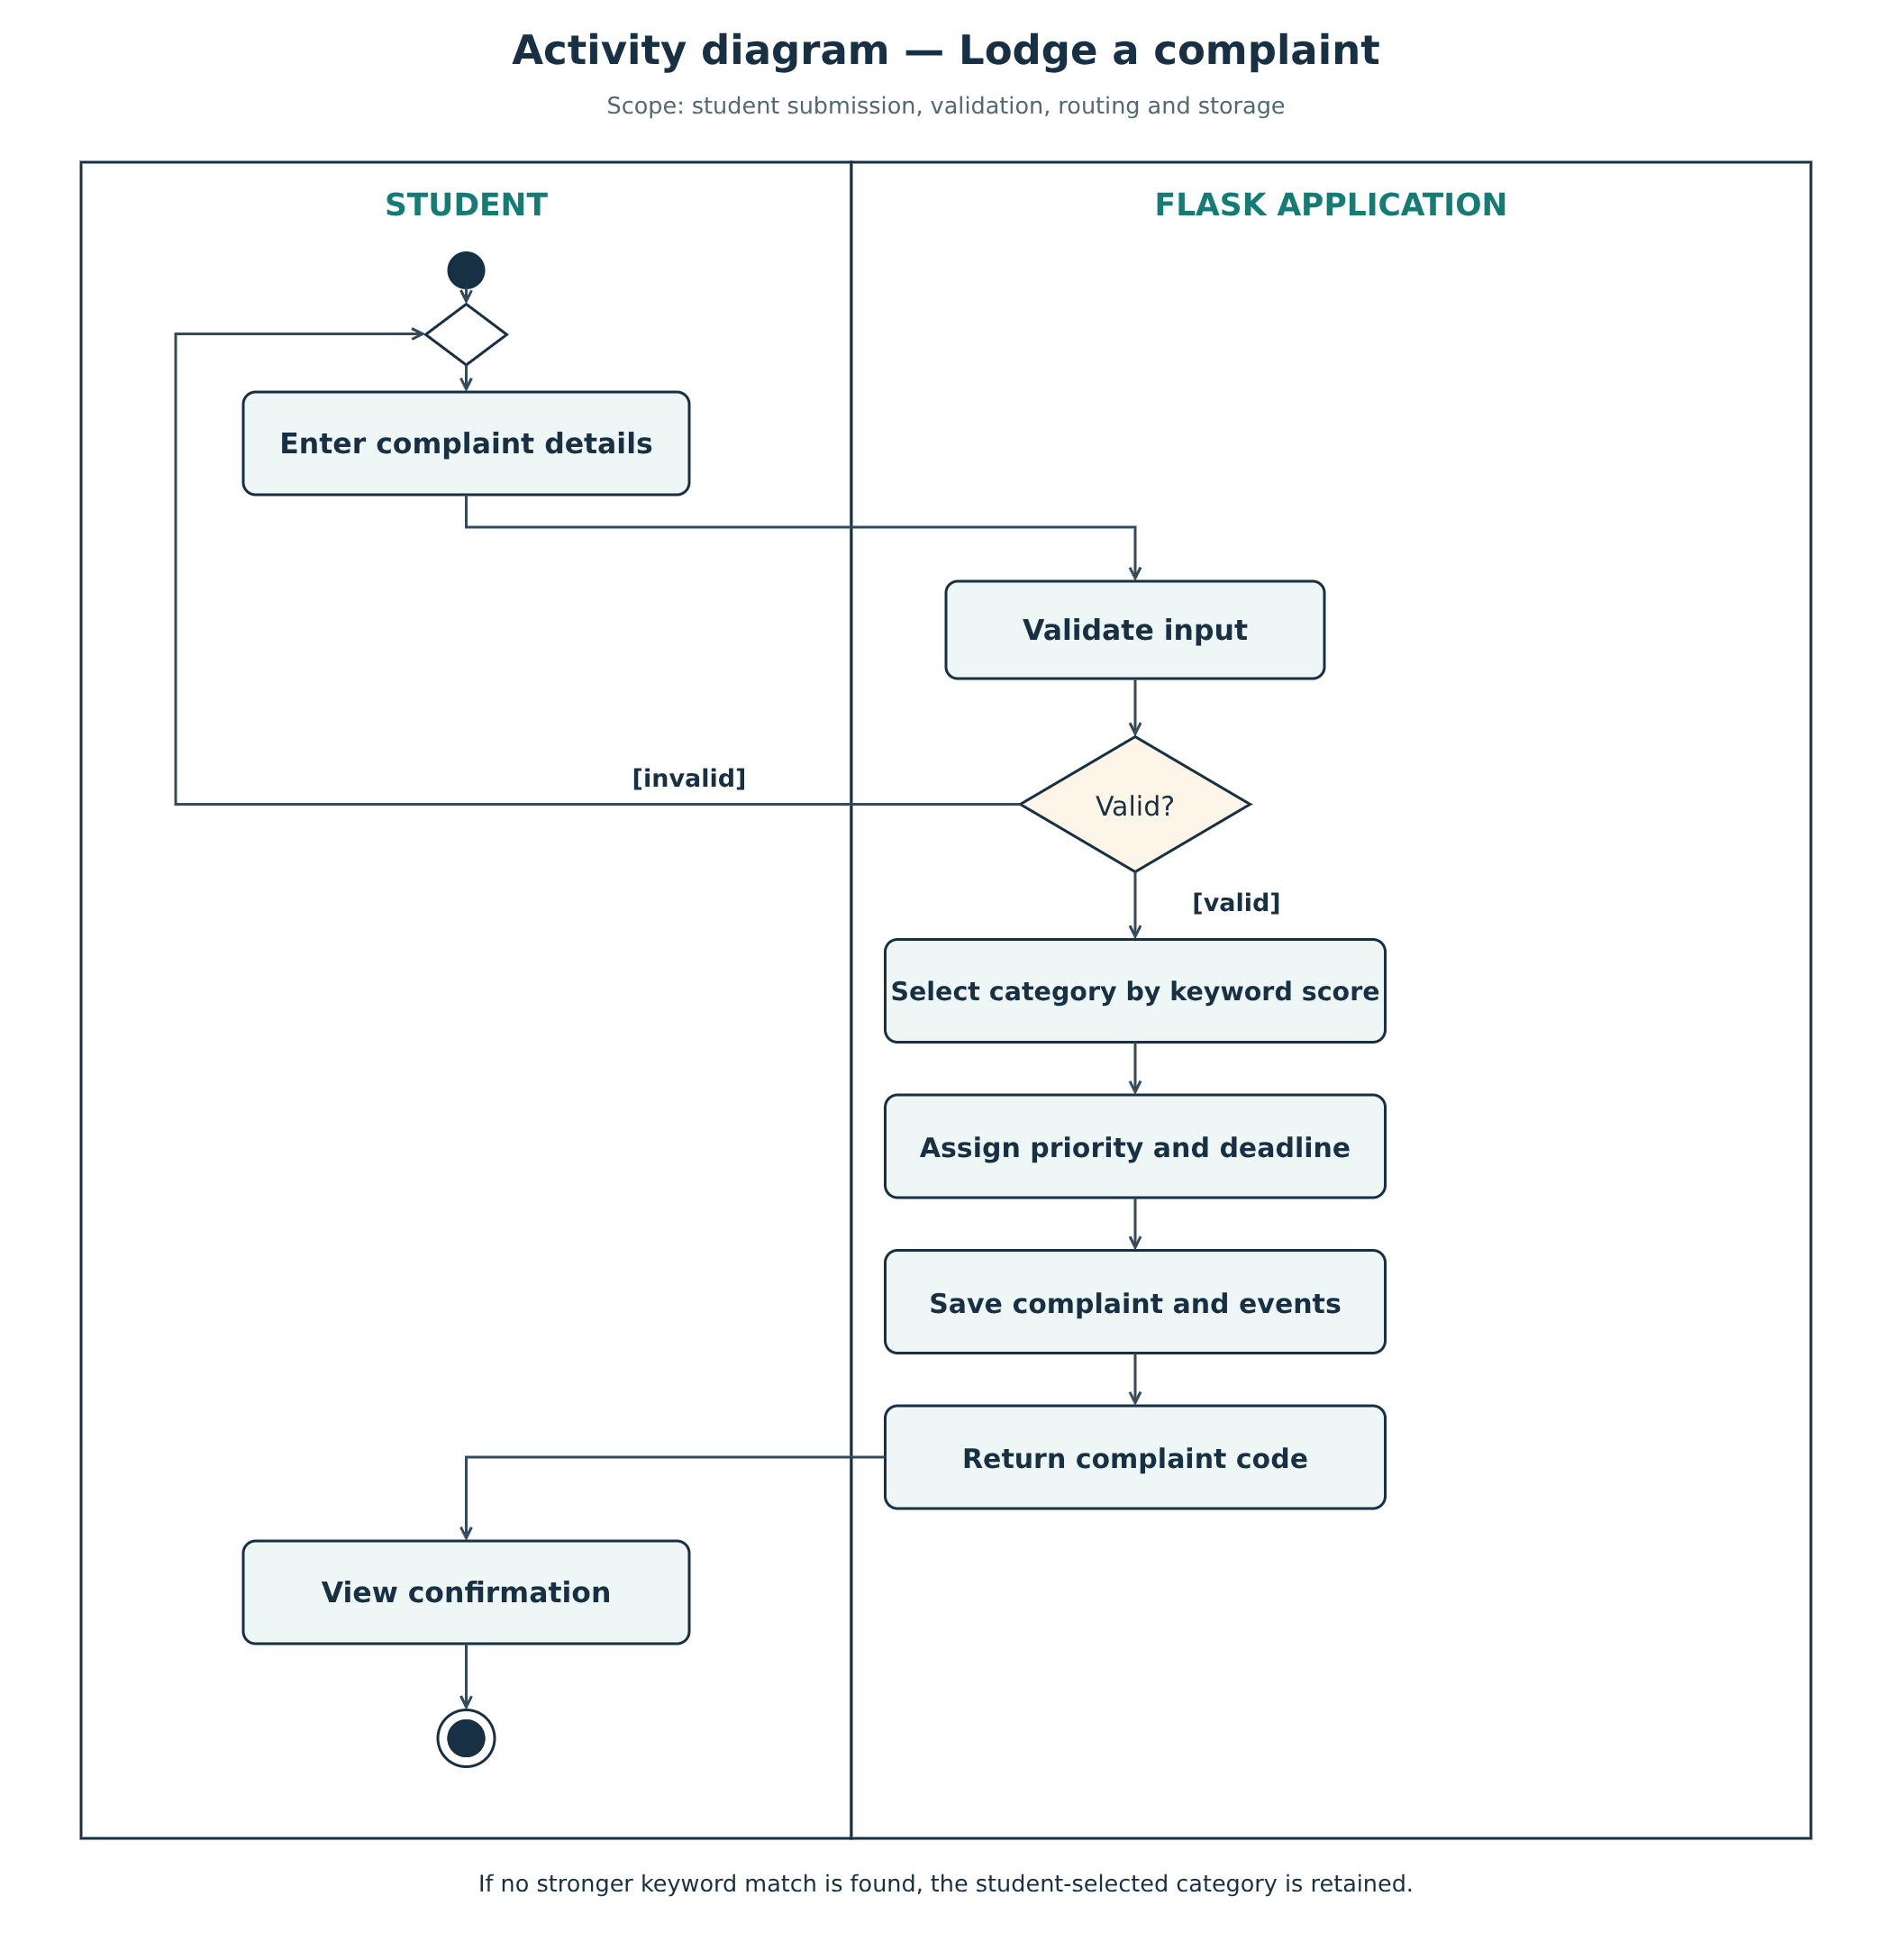 Activity diagram — Lodge a complaint
Scope: student submission, validation, routing and storage
STUDENT
FLASK APPLICATION
Enter complaint details
Validate input
[invalid]
Valid?
[valid]
Select category by keyword score
Assign priority and deadline
Save complaint and events
Return complaint code
View confirmation
If no stronger keyword match is found, the student-selected category is retained.